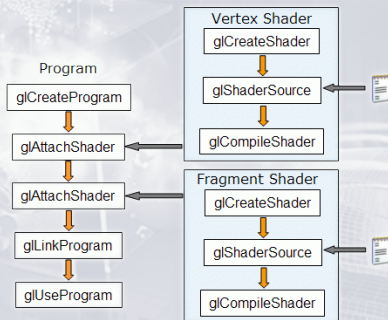 Program
glCreateProgram
glAttachShader
glAttachShader
glLinkProgram
glUseProgram
Vertex Shader
glCreateShader
glShaderSource
glCompileShader
Fragment Shader
glCreateShader
glShaderSource
glCompileShader